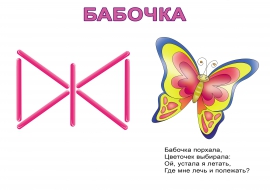 БАБОЧКА
Бабочка порхала,
Цветочек выбирала:
Ой, устала я летать,
Где мне лечь и полежать?